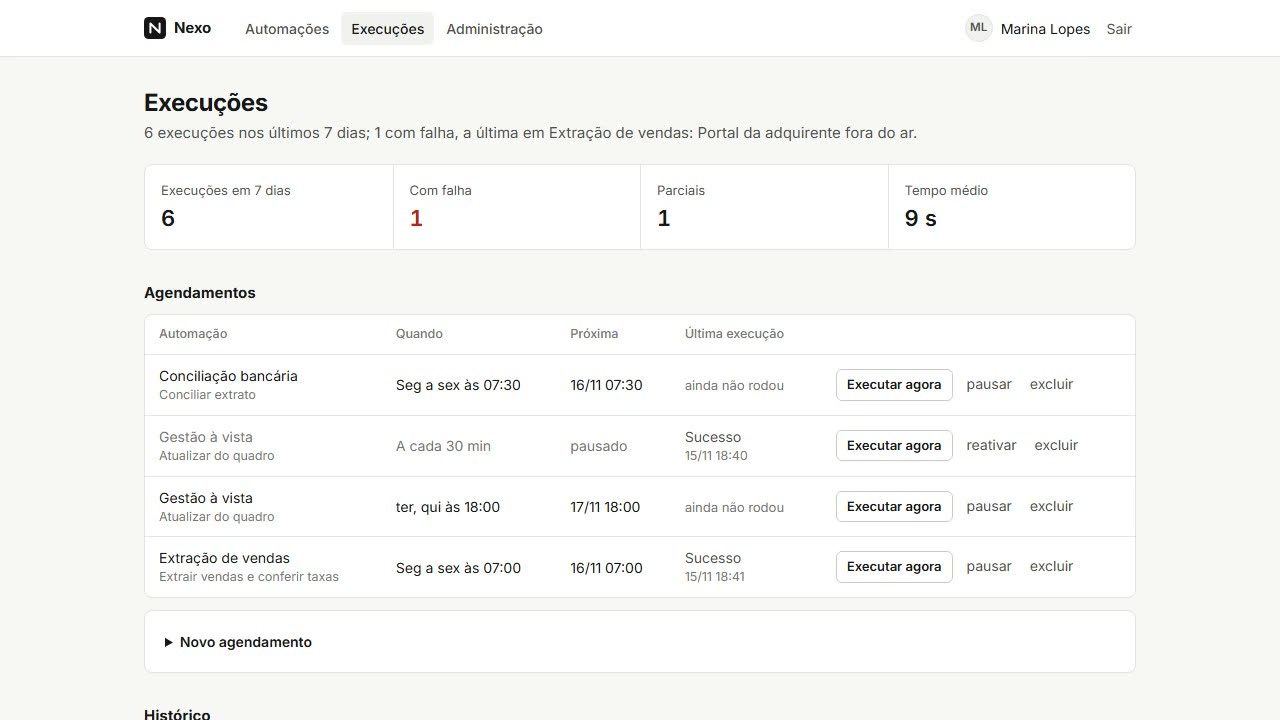 N Nexo Automações Execuções Administração ML Marina Lopes Sair
Execuções
6 execuções nos últimos 7 dias; 1 com falha, a última em Extração de vendas: Portal da adquirente fora do ar.
Execuções em 7 dias Com falha Parciais Tempo médio
6 1 1 9 s
Agendamentos
Automação Quando Próxima Última execução
Conciliação bancária
Conciliar extrato
Seg a sex às 07:30 16/11 07:30 ainda não rodou Executar agora pausar excluir
Gestão à vista
Atualizar do quadro
A cada 30 min pausado
Sucesso
15/11 18:40
Executar agora reativar excluir
Gestão à vista
Atualizar do quadro
ter, qui às 18:00 17/11 18:00 ainda não rodou Executar agora pausar excluir
Extração de vendas
Extrair vendas e conferir taxas
Seg a sex às 07:00 16/11 07:00
Sucesso
15/11 18:41
Executar agora pausar excluir
Novo agendamento
Histórico